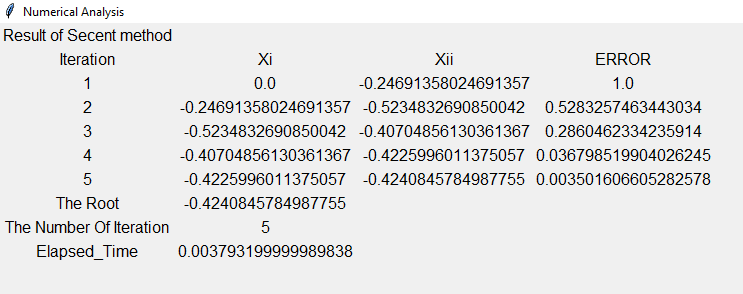 Numerical Analysis
Result of Secent method
Iteration Xi Xii ERROR
1 0.0 -0.24691358024691357 1.0
2 -0.24691358024691357 -0.5234832690850042 0.5283257463443034
3 -0.5234832690850042 -0.40704856130361367 0.2860462334235914
4 -0.40704856130361367 -0.4225996011375057 0.036798519904026245
5 -0.4225996011375057 -0.4240845784987755 0.003501606605282578
The Root -0.4240845784987755
The Number Of Iteration 5
Elapsed_Time 0.003793199999989838